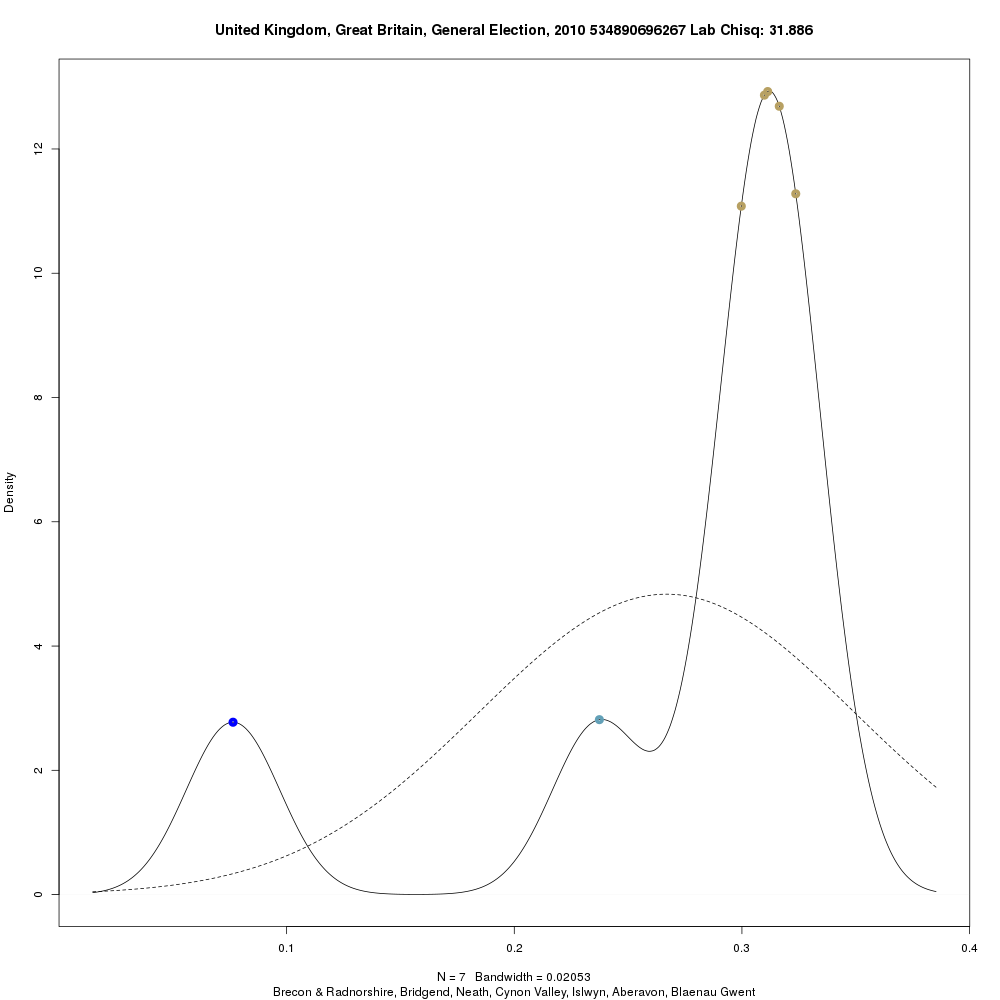 United Kingdom, Great Britain, General Election, 2010 534890696267 Lab Chisq: 31.886
Density
12
10
8
6
4
2
0
0.1 0.2 0.3 0.4
N = 7 Bandwidth = 0.02053
Brecon & Radnorshire, Bridgend, Neath, Cynon Valley, Islwyn, Aberavon, Blaenau Gwent